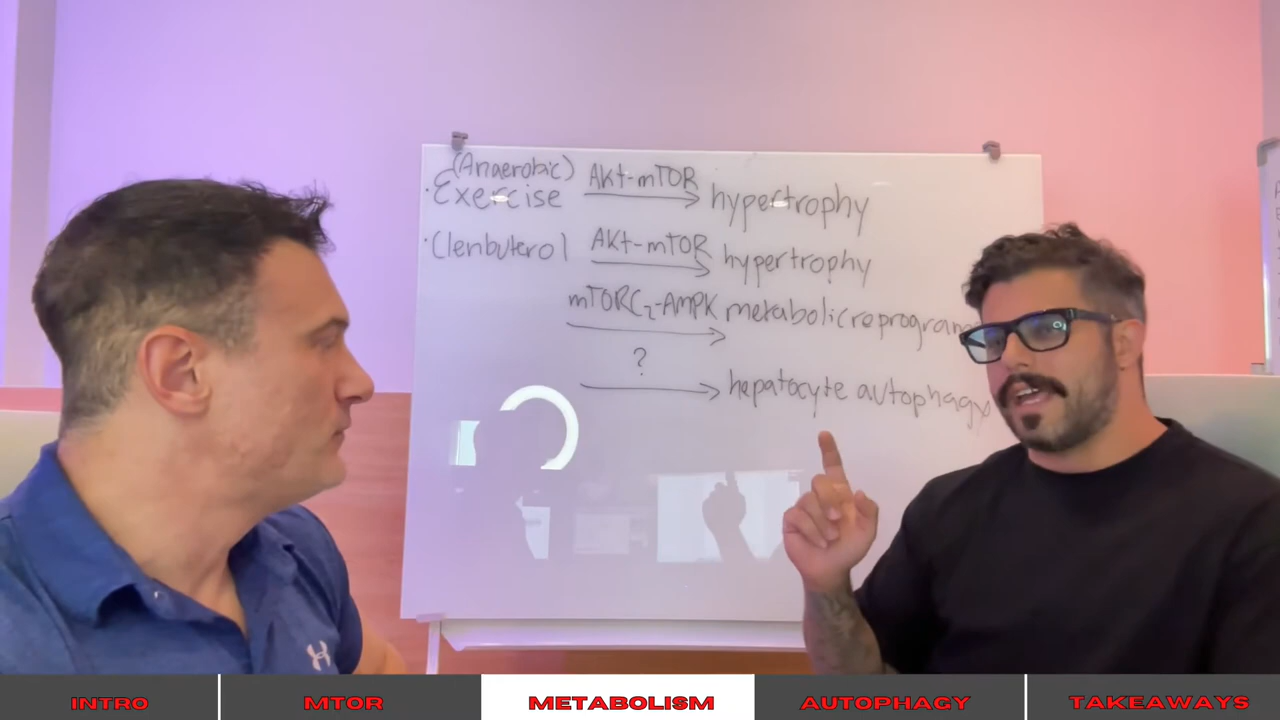 (Anaerobic)
· Exercise AKt-mTOR hypertrophy
· Clenbuterol AKt-mTOR hypertrophy
mTORC₂-AMPK metabolic reprogram
? hepatocyte autophagy
INTRO MTOR METABOLISM AUTOPHAGY TAKEAWAYS